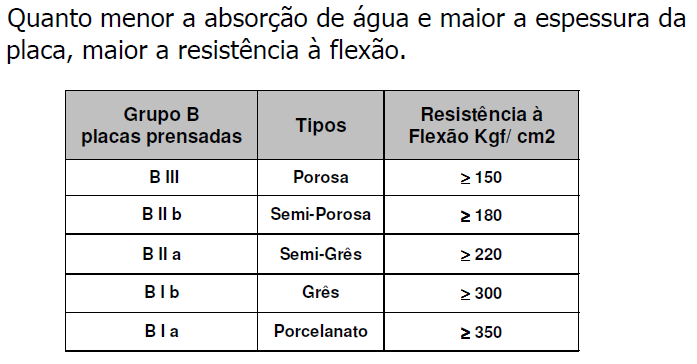 Quanto menor a absorção de água e maior a espessura da
placa, maior a resistência à flexão.
Grupo B
placas prensadas
Tipos
Resistência à
Flexão Kgf/ cm2
B III Porosa ≥ 150
B II b Semi-Porosa ≥ 180
B II a Semi-Grês ≥ 220
B I b Grês ≥ 300
B I a Porcelanato ≥ 350